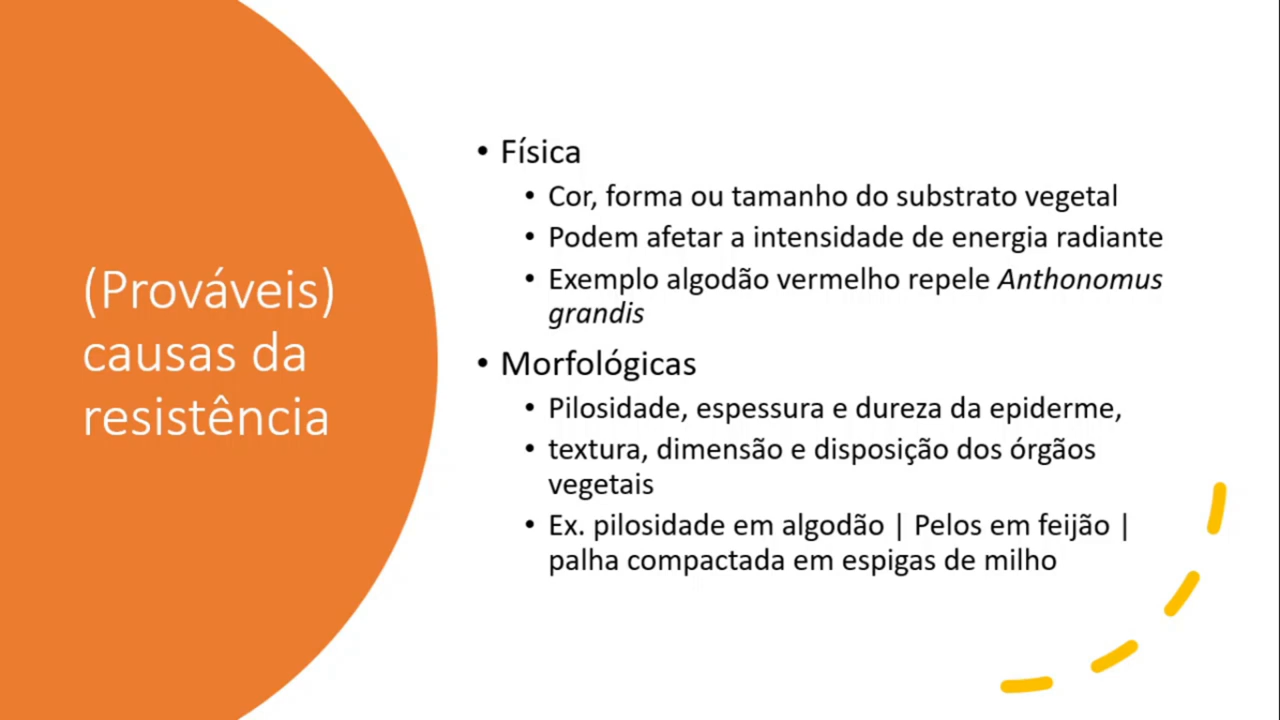 (Prováveis)
causas da
resistência
• Física
• Cor, forma ou tamanho do substrato vegetal
• Podem afetar a intensidade de energia radiante
• Exemplo algodão vermelho repele Anthonomus
grandis
• Morfológicas
• Pilosidade, espessura e dureza da epiderme,
• textura, dimensão e disposição dos órgãos
vegetais
• Ex. pilosidade em algodão | Pelos em feijão |
palha compactada em espigas de milho